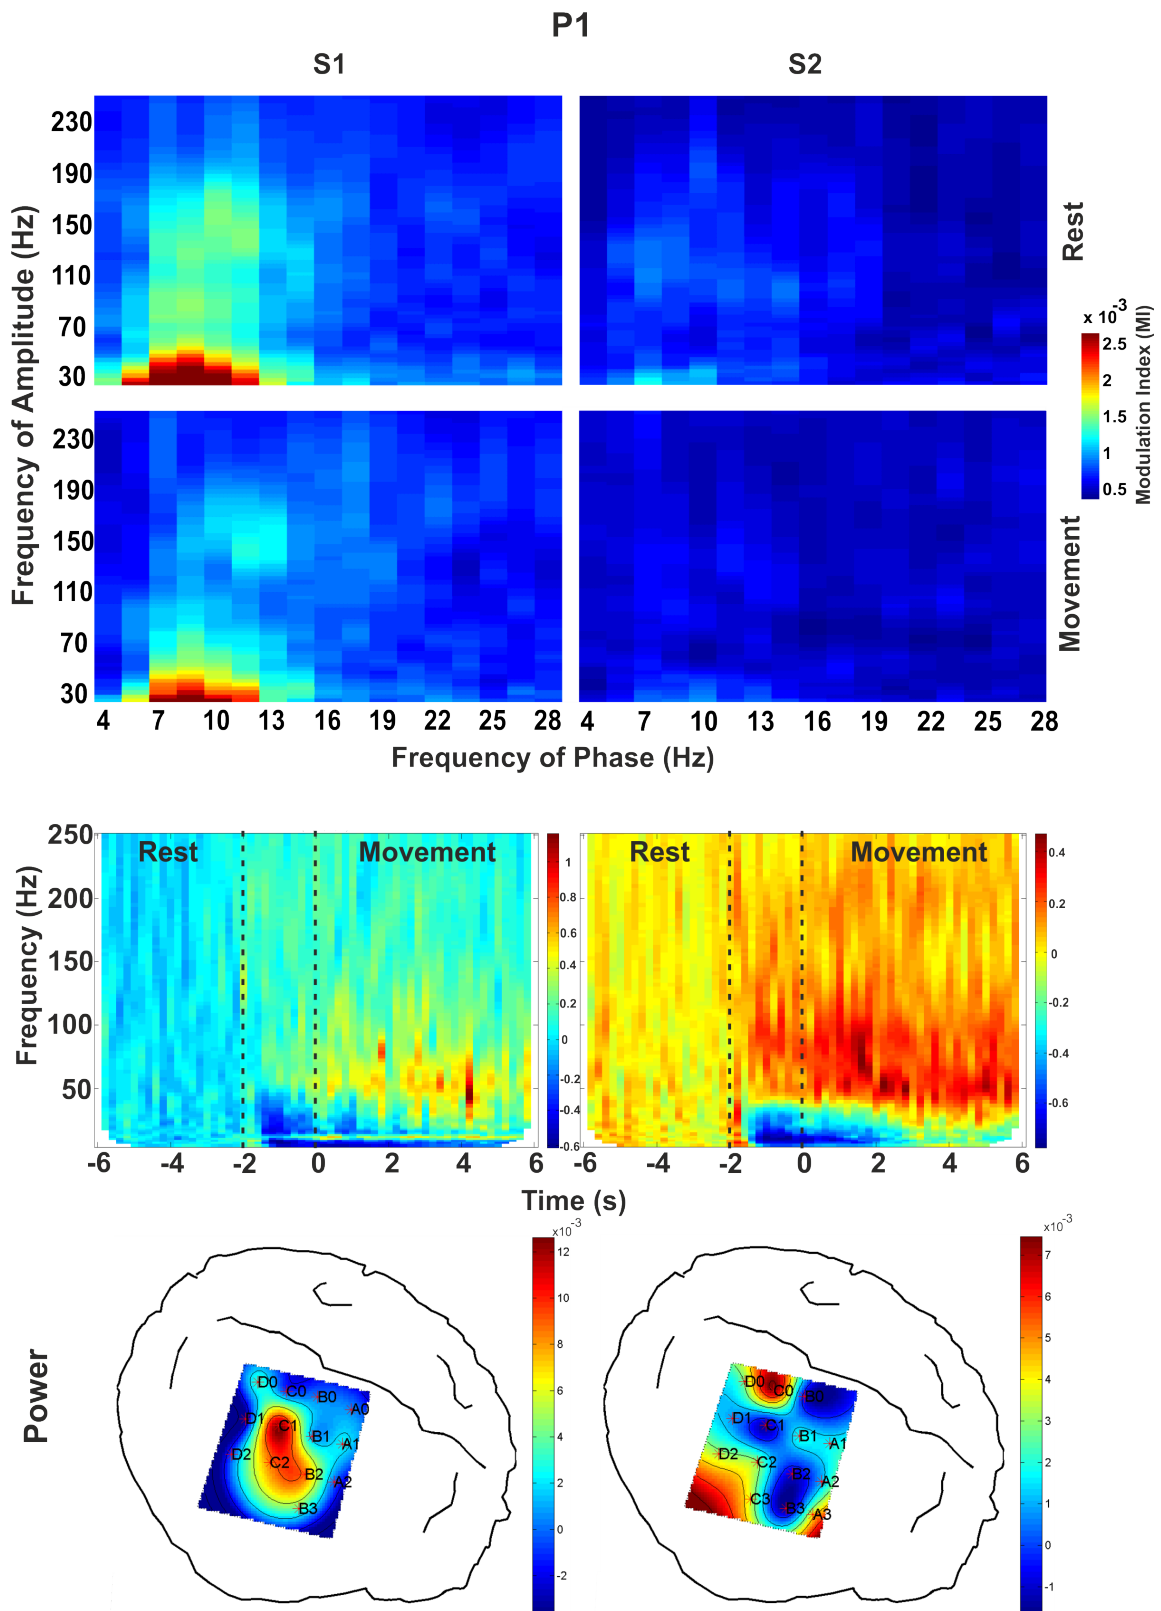 P1
S1 S2
230
190
150
110
70
30
Frequency of Amplitude (Hz)
Rest
x 10-3
2.5
2
1.5
1
0.5
Modulation Index (MI)
230
190
150
110
70
30
Movement
4 7 10 13 16 19 22 25 28
4 7 10 13 16 19 22 25 28
Frequency of Phase (Hz)
250
200
150
100
50
Frequency (Hz)
Rest Movement
1
0.8
0.6
0.4
0.2
0
-0.2
-0.4
-0.6
Rest Movement
0.4
0.2
0
-0.2
-0.4
-0.6
-6 -4 -2 0 2 4 6
-6 -4 -2 0 2 4 6
Time (s)
Power
x10-3
12
10
8
6
4
2
0
-2
D0 C0 B0 A0
D1 C1 B1 A1
D2 C2 B2 A2
B3
x10-3
7
6
5
4
3
2
1
0
-1
D0 C0 B0
D1 C1 B1 A1
D2 C2 B2 A2
C3 B3 A3